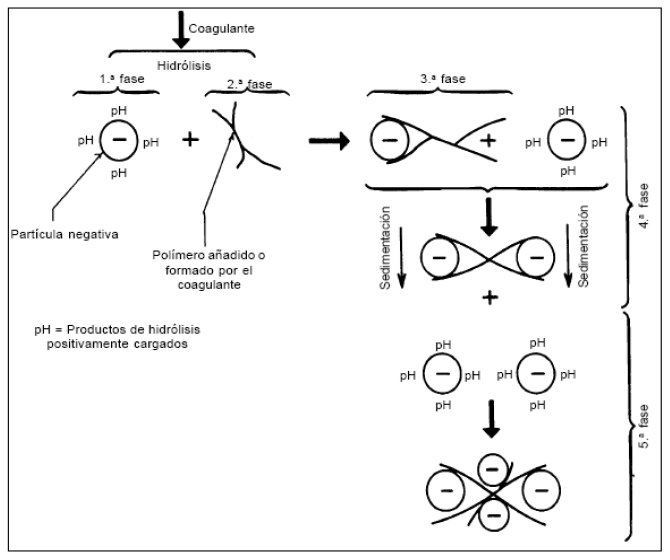 Coagulante
Hidrólisis
1.ª fase
2.ª fase
3.ª fase
pH
pH
pH
pH
−
+
−
+
pH
pH
pH
pH
−
Partícula negativa
Polímero añadido o
formado por el
coagulante
Sedimentación
−
−
Sedimentación
4.ª fase
+
pH = Productos de hidrólisis
positivamente cargados
pH
pH
pH
pH
−
pH
pH
pH
pH
−
5.ª fase
−
−
−
−